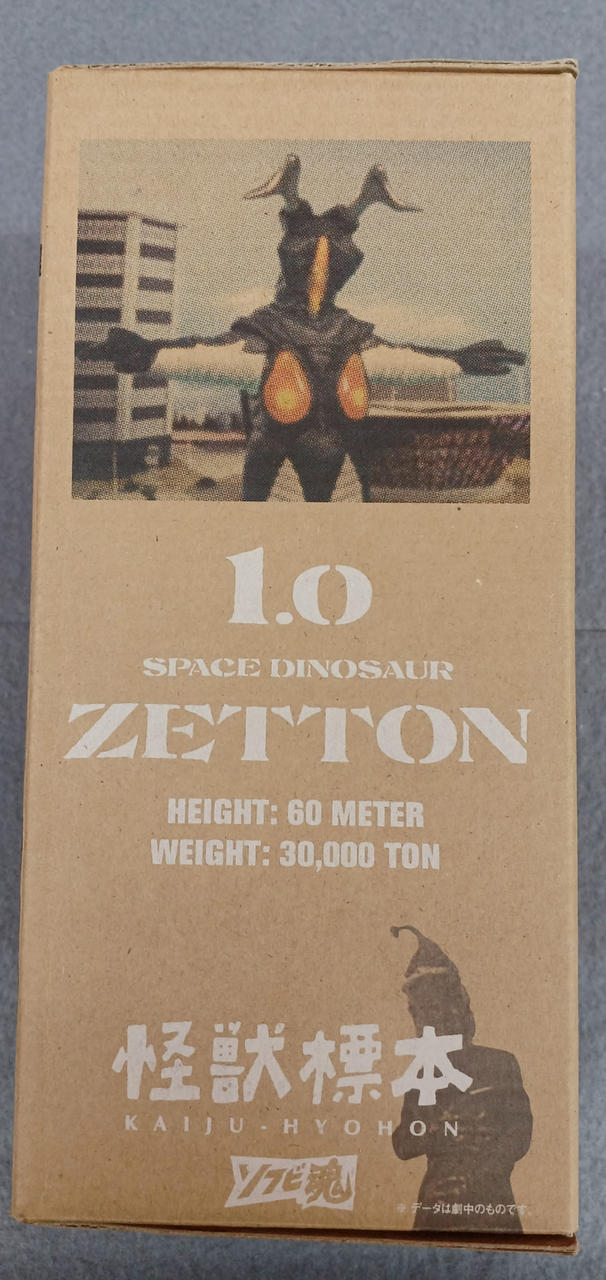 1.0
SPACE DINOSAUR
ZETTON
HEIGHT: 60 METER
WEIGHT: 30,000 TON
怪獣標本
KAIJU-HYOHON
ソフビ魂
※データは劇中のものです。